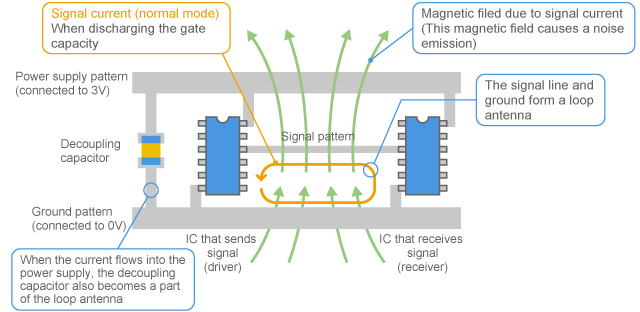 Signal current (normal mode)
When discharging the gate
capacity
Magnetic filed due to signal current
(This magnetic field causes a noise
emission)
Power supply pattern
(connected to 3V)
The signal line and
ground form a loop
antenna
Signal pattern
Decoupling
capacitor
Ground pattern
(connected to 0V)
IC that sends
signal
(driver)
IC that receives
signal
(receiver)
When the current flows into the
power supply, the decoupling
capacitor also becomes a part
of the loop antenna